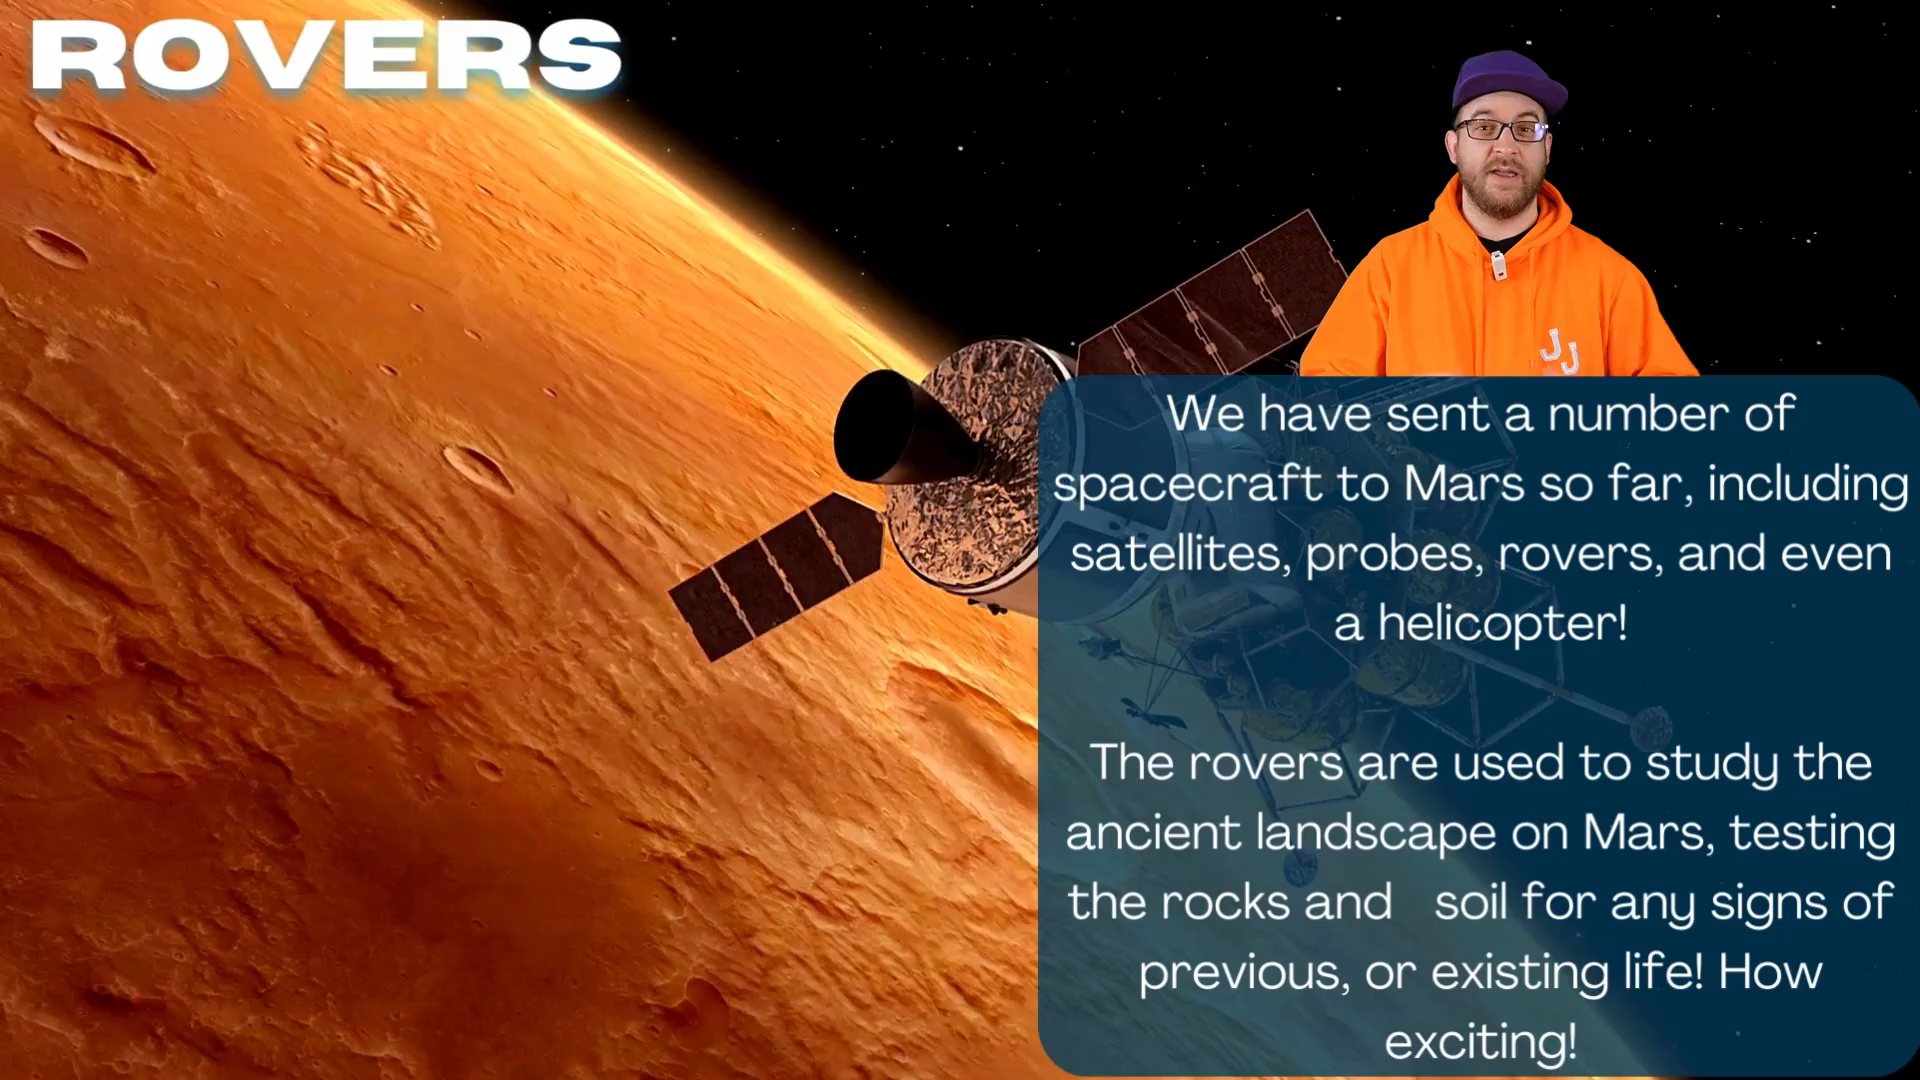 ROVERS
JJ
We have sent a number of
spacecraft to Mars so far, including
satellites, probes, rovers, and even
a helicopter!
The rovers are used to study the
ancient landscape on Mars, testing
the rocks and soil for any signs of
previous, or existing life! How
exciting!